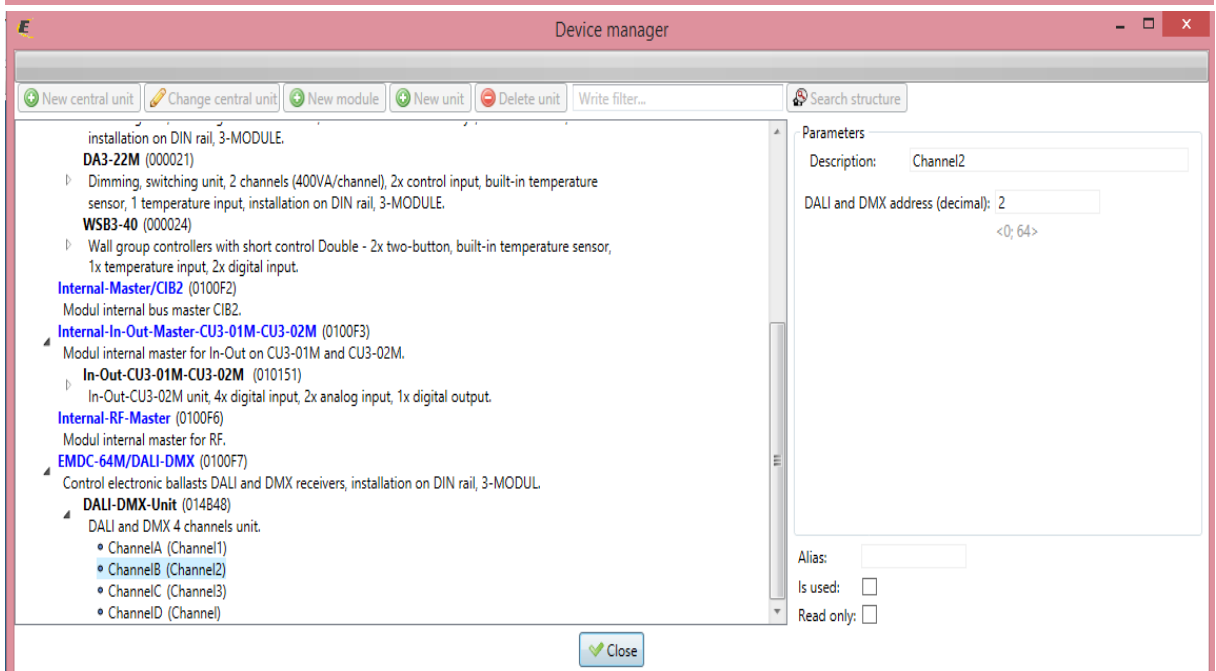 Device manager
New central unit Change central unit New module New unit Delete unit Write filter... Search structure
installation on DIN rail, 3-MODULE.
DA3-22M (000021)
Dimming, switching unit, 2 channels (400VA/channel), 2x control input, built-in temperature
sensor, 1 temperature input, installation on DIN rail, 3-MODULE.
WSB3-40 (000024)
Wall group controllers with short control Double - 2x two-button, built-in temperature sensor,
1x temperature input, 2x digital input.
Internal-Master/CIB2 (0100F2)
Modul internal bus master CIB2.
Internal-In-Out-Master-CU3-01M-CU3-02M (0100F3)
Modul internal master for In-Out on CU3-01M and CU3-02M.
In-Out-CU3-01M-CU3-02M (010151)
In-Out-CU3-02M unit, 4x digital input, 2x analog input, 1x digital output.
Internal-RF-Master (0100F6)
Modul internal master for RF.
EMDC-64M/DALI-DMX (0100F7)
Control electronic ballasts DALI and DMX receivers, installation on DIN rail, 3-MODUL.
DALI-DMX-Unit (014B48)
DALI and DMX 4 channels unit.
ChannelA (Channel1)
ChannelB (Channel2)
ChannelC (Channel3)
ChannelD (Channel)
Parameters
Description: Channel2
DALI and DMX address (decimal): 2
<0; 64>
Alias:
Is used:
Read only:
Close